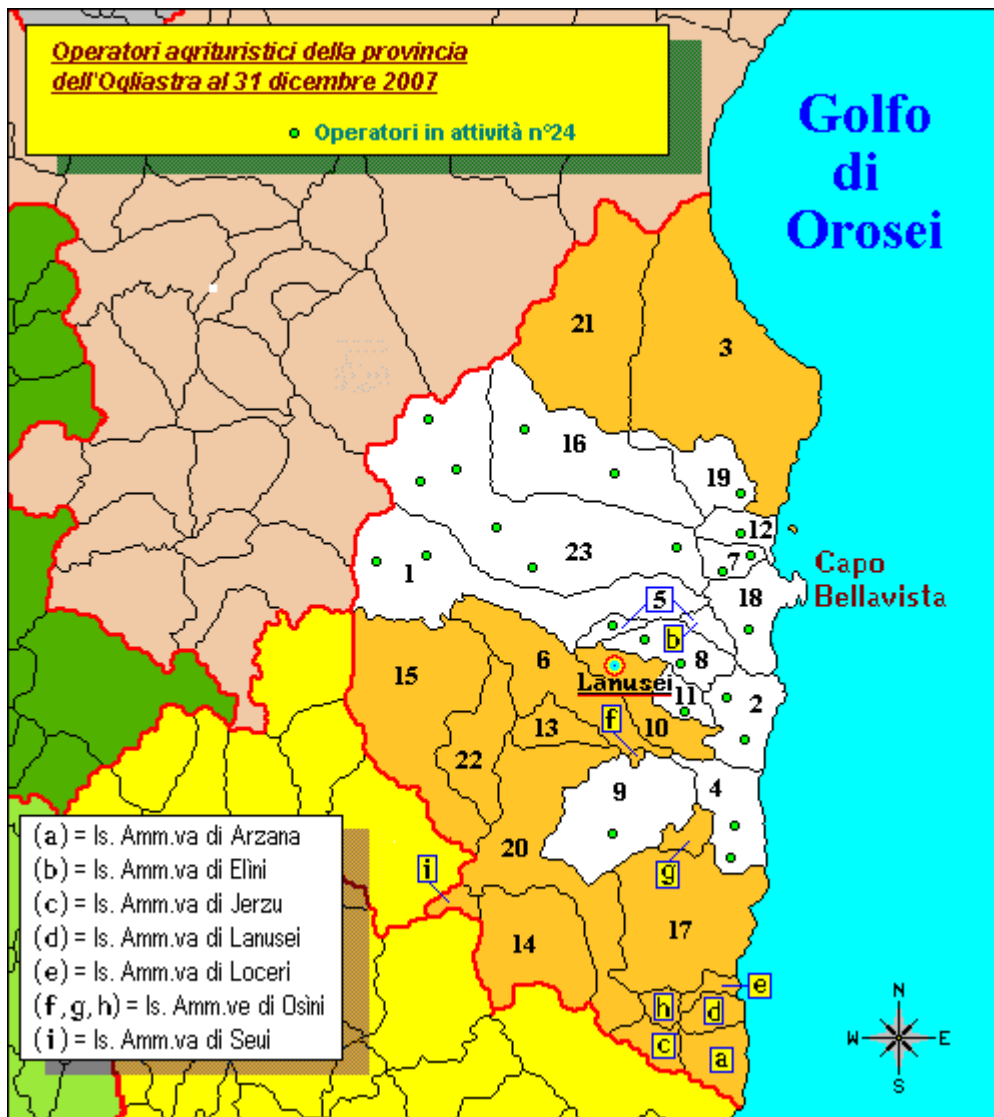 Operatori agrituristici della provincia
dell'Ogliastra al 31 dicembre 2007
Operatori in attività n°24
Golfo
di
Orosei
21
3
16
19
12
23
7
1
Capo
Bellavista
18
5
b
6
8
15
Lanusei
2
11
f
10
13
22
9
4
20
g
i
17
14
e
h
d
c
a
(a) = Is. Amm.va di Arzana
(b) = Is. Amm.va di Elìni
(c) = Is. Amm.va di Jerzu
(d) = Is. Amm.va di Lanusei
(e) = Is. Amm.va di Loceri
(f,g,h) = Is. Amm.ve di Osini
(i) = Is. Amm.va di Seui
N
W E
S